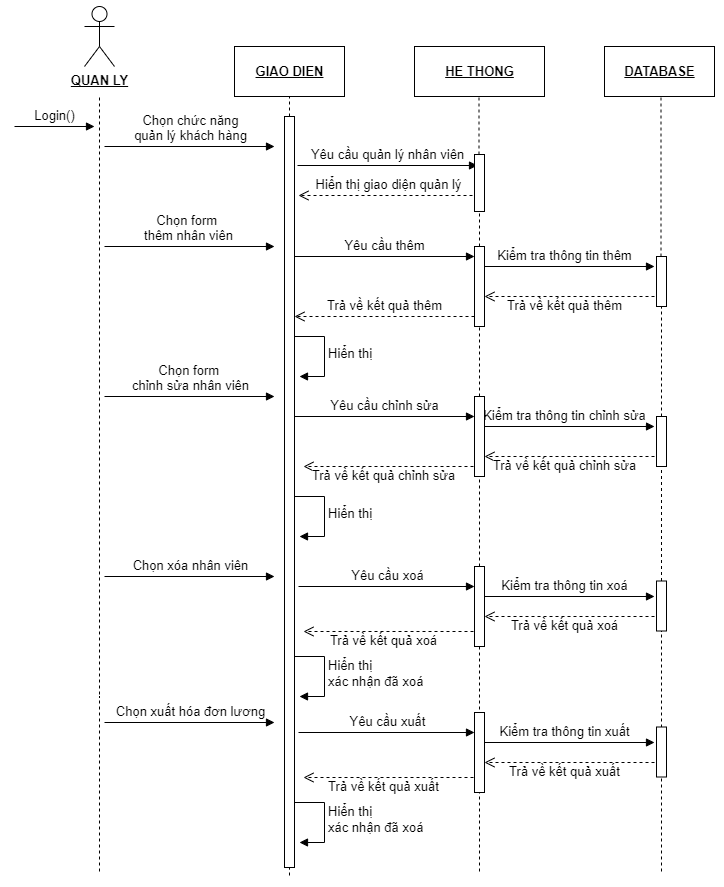 QUAN LY
GIAO DIEN
HE THONG
DATABASE
Login()
Chọn chức năng
quản lý khách hàng
Yêu cầu quản lý nhân viên
Hiển thị giao diện quản lý
Chọn form
thêm nhân viên
Yêu cầu thêm
Kiểm tra thông tin thêm
Trả về kết quả thêm
Trả về kết quả thêm
Hiển thị
Chọn form
chỉnh sửa nhân viên
Yêu cầu chỉnh sửa
Kiểm tra thông tin chỉnh sửa
Trả về kết quả chỉnh sửa
Trả về kết quả chỉnh sửa
Hiển thị
Chọn xóa nhân viên
Yêu cầu xoá
Kiểm tra thông tin xoá
Trả về kết quả xoá
Trả về kết quả xoá
Hiển thị
xác nhận đã xoá
Chọn xuất hóa đơn lương
Yêu cầu xuất
Kiểm tra thông tin xuất
Trả về kết quả xuất
Trả về kết quả xuất
Hiển thị
xác nhận đã xoá